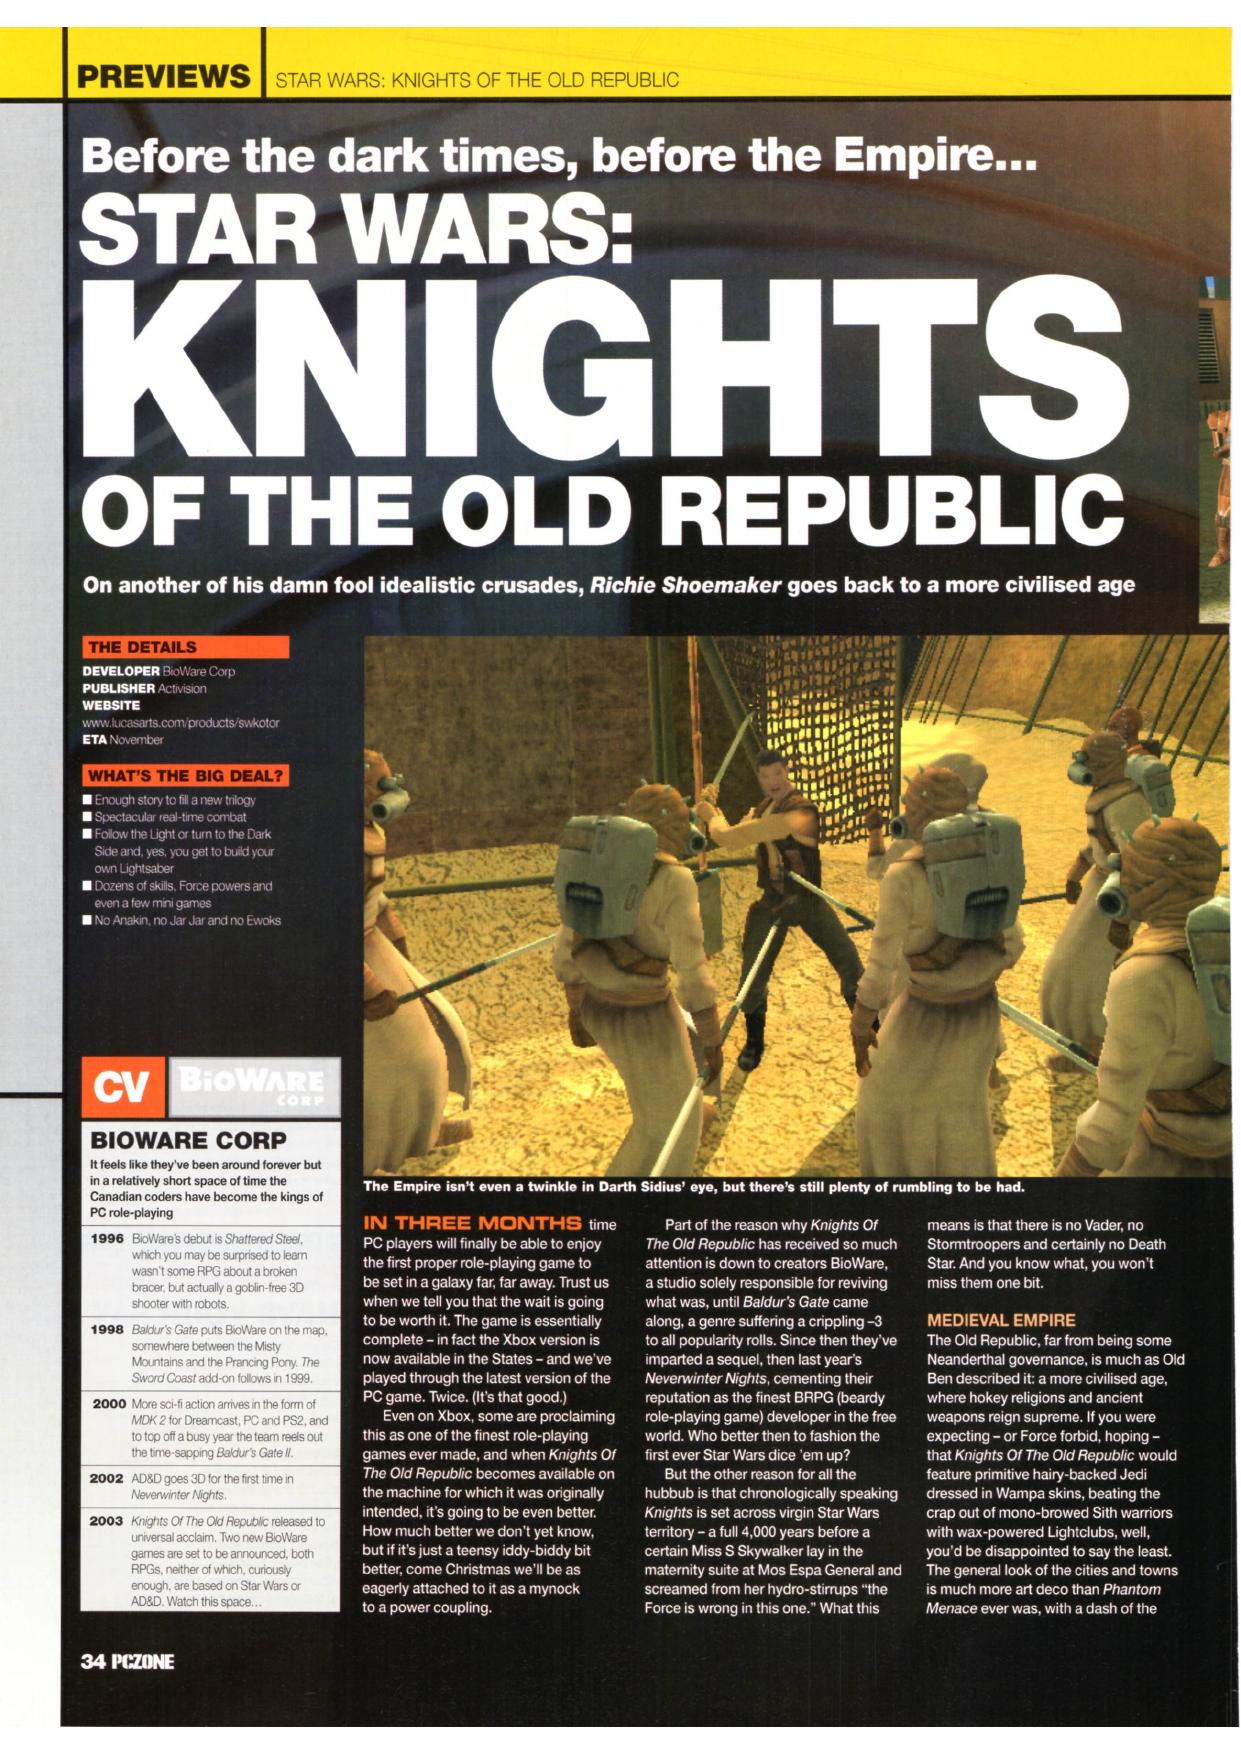 PREVIEWS
STAR WARS: KNIGHTS OF THE OLD REPUBLIC
Before the dark times, before the Empire...
STAR WARS:
KNIGHTS
OF THE OLD REPUBLIC
On another of his damn fool idealistic crusades, Richie Shoemaker goes back to a more civilised age
THE DETAILS
DEVELOPER BioWare Corp
PUBLISHER Activision
WEBSITE
www.lucasarts.com/products/swkotor
ETA November
WHAT'S THE BIG DEAL?
Enough story to fill a new trilogy
Spectacular real-time combat
Follow the Light or turn to the Dark
Side and, yes, you get to build your
own Lightsaber
Dozens of skills, Force powers and
even a few mini games
No Anakin, no Jar Jar and no Ewoks
CV
BIOWARE
CORP
BIOWARE CORP
It feels like they've been around forever but
in a relatively short space of time the
Canadian coders have become the kings of
PC role-playing
1996 BioWare's debut is Shattered Steel,
which you may be surprised to learn
wasn't some RPG about a broken
bracer, but actually a goblin-free 3D
shooter with robots.
1998 Baldur's Gate puts BioWare on the map,
somewhere between the Misty
Mountains and the Prancing Pony. The
Sword Coast add-on follows in 1999.
2000 More sci-fi action arrives in the form of
MDK 2 for Dreamcast, PC and PS2, and
to top off a busy year the team reels out
the time-sapping Baldur's Gate II.
2002 AD&D goes 3D for the first time in
Neverwinter Nights.
2003 Knights Of The Old Republic released to
universal acclaim. Two new BioWare
games are set to be announced, both
RPGs, neither of which, curiously
enough, are based on Star Wars or
AD&D. Watch this space...
The Empire isn't even a twinkle in Darth Sidius' eye, but there's still plenty of rumbling to be had.
IN THREE MONTHS time
PC players will finally be able to enjoy
the first proper role-playing game to
be set in a galaxy far, far away. Trust us
when we tell you that the wait is going
to be worth it. The game is essentially
complete – in fact the Xbox version is
now available in the States – and we've
played through the latest version of the
PC game. Twice. (It's that good.)
Even on Xbox, some are proclaiming
this as one of the finest role-playing
games ever made, and when Knights Of
The Old Republic becomes available on
the machine for which it was originally
intended, it's going to be even better.
How much better we don't yet know,
but if it's just a teensy iddy-biddy bit
better, come Christmas we'll be as
eagerly attached to it as a mynock
to a power coupling.
Part of the reason why Knights Of
The Old Republic has received so much
attention is down to creators BioWare,
a studio solely responsible for reviving
what was, until Baldur's Gate came
along, a genre suffering a crippling –3
to all popularity rolls. Since then they've
imparted a sequel, then last year's
Neverwinter Nights, cementing their
reputation as the finest BRPG (beardy
role-playing game) developer in the free
world. Who better then to fashion the
first ever Star Wars dice 'em up?
But the other reason for all the
hubbub is that chronologically speaking
Knights is set across virgin Star Wars
territory – a full 4,000 years before a
certain Miss S Skywalker lay in the
maternity suite at Mos Espa General and
screamed from her hydro-stirrups "the
Force is wrong in this one." What this
means is that there is no Vader, no
Stormtroopers and certainly no Death
Star. And you know what, you won't
miss them one bit.
MEDIEVAL EMPIRE
The Old Republic, far from being some
Neanderthal governance, is much as Old
Ben described it: a more civilised age,
where hokey religions and ancient
weapons reign supreme. If you were
expecting – or Force forbid, hoping –
that Knights Of The Old Republic would
feature primitive hairy-backed Jedi
dressed in Wampa skins, beating the
crap out of mono-browed Sith warriors
with wax-powered Lightclubs, well,
you'd be disappointed to say the least.
The general look of the cities and towns
is much more art deco than Phantom
Menace ever was, with a dash of the
34 PCZONE